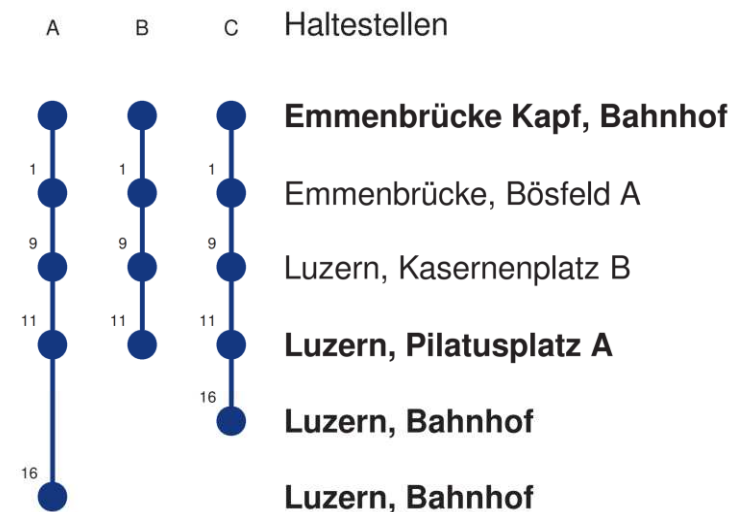 A B C Haltestellen
Emmenbrücke Kapf, Bahnhof
1 1 1 Emmenbrücke, Bösfeld A
9 9 9 Luzern, Kasernenplatz B
11 11 11 Luzern, Pilatusplatz A
16 Luzern, Bahnhof
16 Luzern, Bahnhof